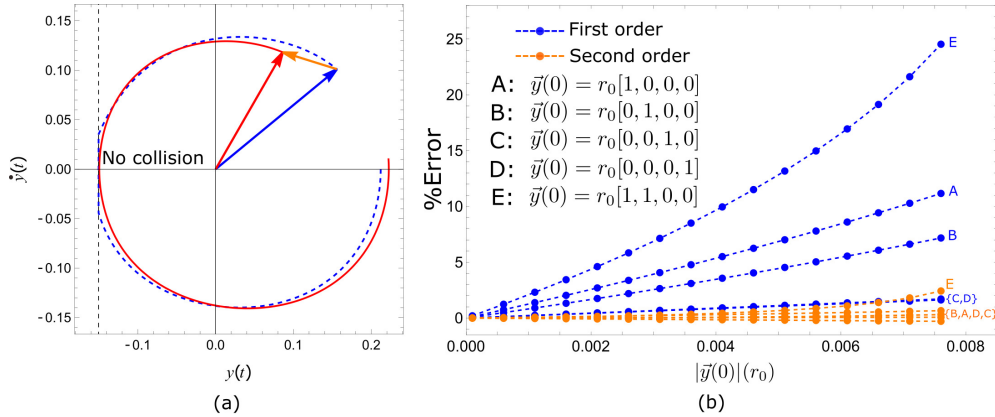 0.15
0.10
0.05
0.00
-0.05
-0.10
-0.15
ẏ(t)
No collision
-0.1
0.0
0.1
0.2
y(t)
(a)
25
20
15
10
5
0
%Error
First order
Second order
A: y⃗(0) = r₀[1, 0, 0, 0]
B: y⃗(0) = r₀[0, 1, 0, 0]
C: y⃗(0) = r₀[0, 0, 1, 0]
D: y⃗(0) = r₀[0, 0, 0, 1]
E: y⃗(0) = r₀[1, 1, 0, 0]
E
A
B
E
{C,D}
{B,A,D,C}
0.000
0.002
0.004
0.006
0.008
|y⃗(0)|(r₀)
(b)